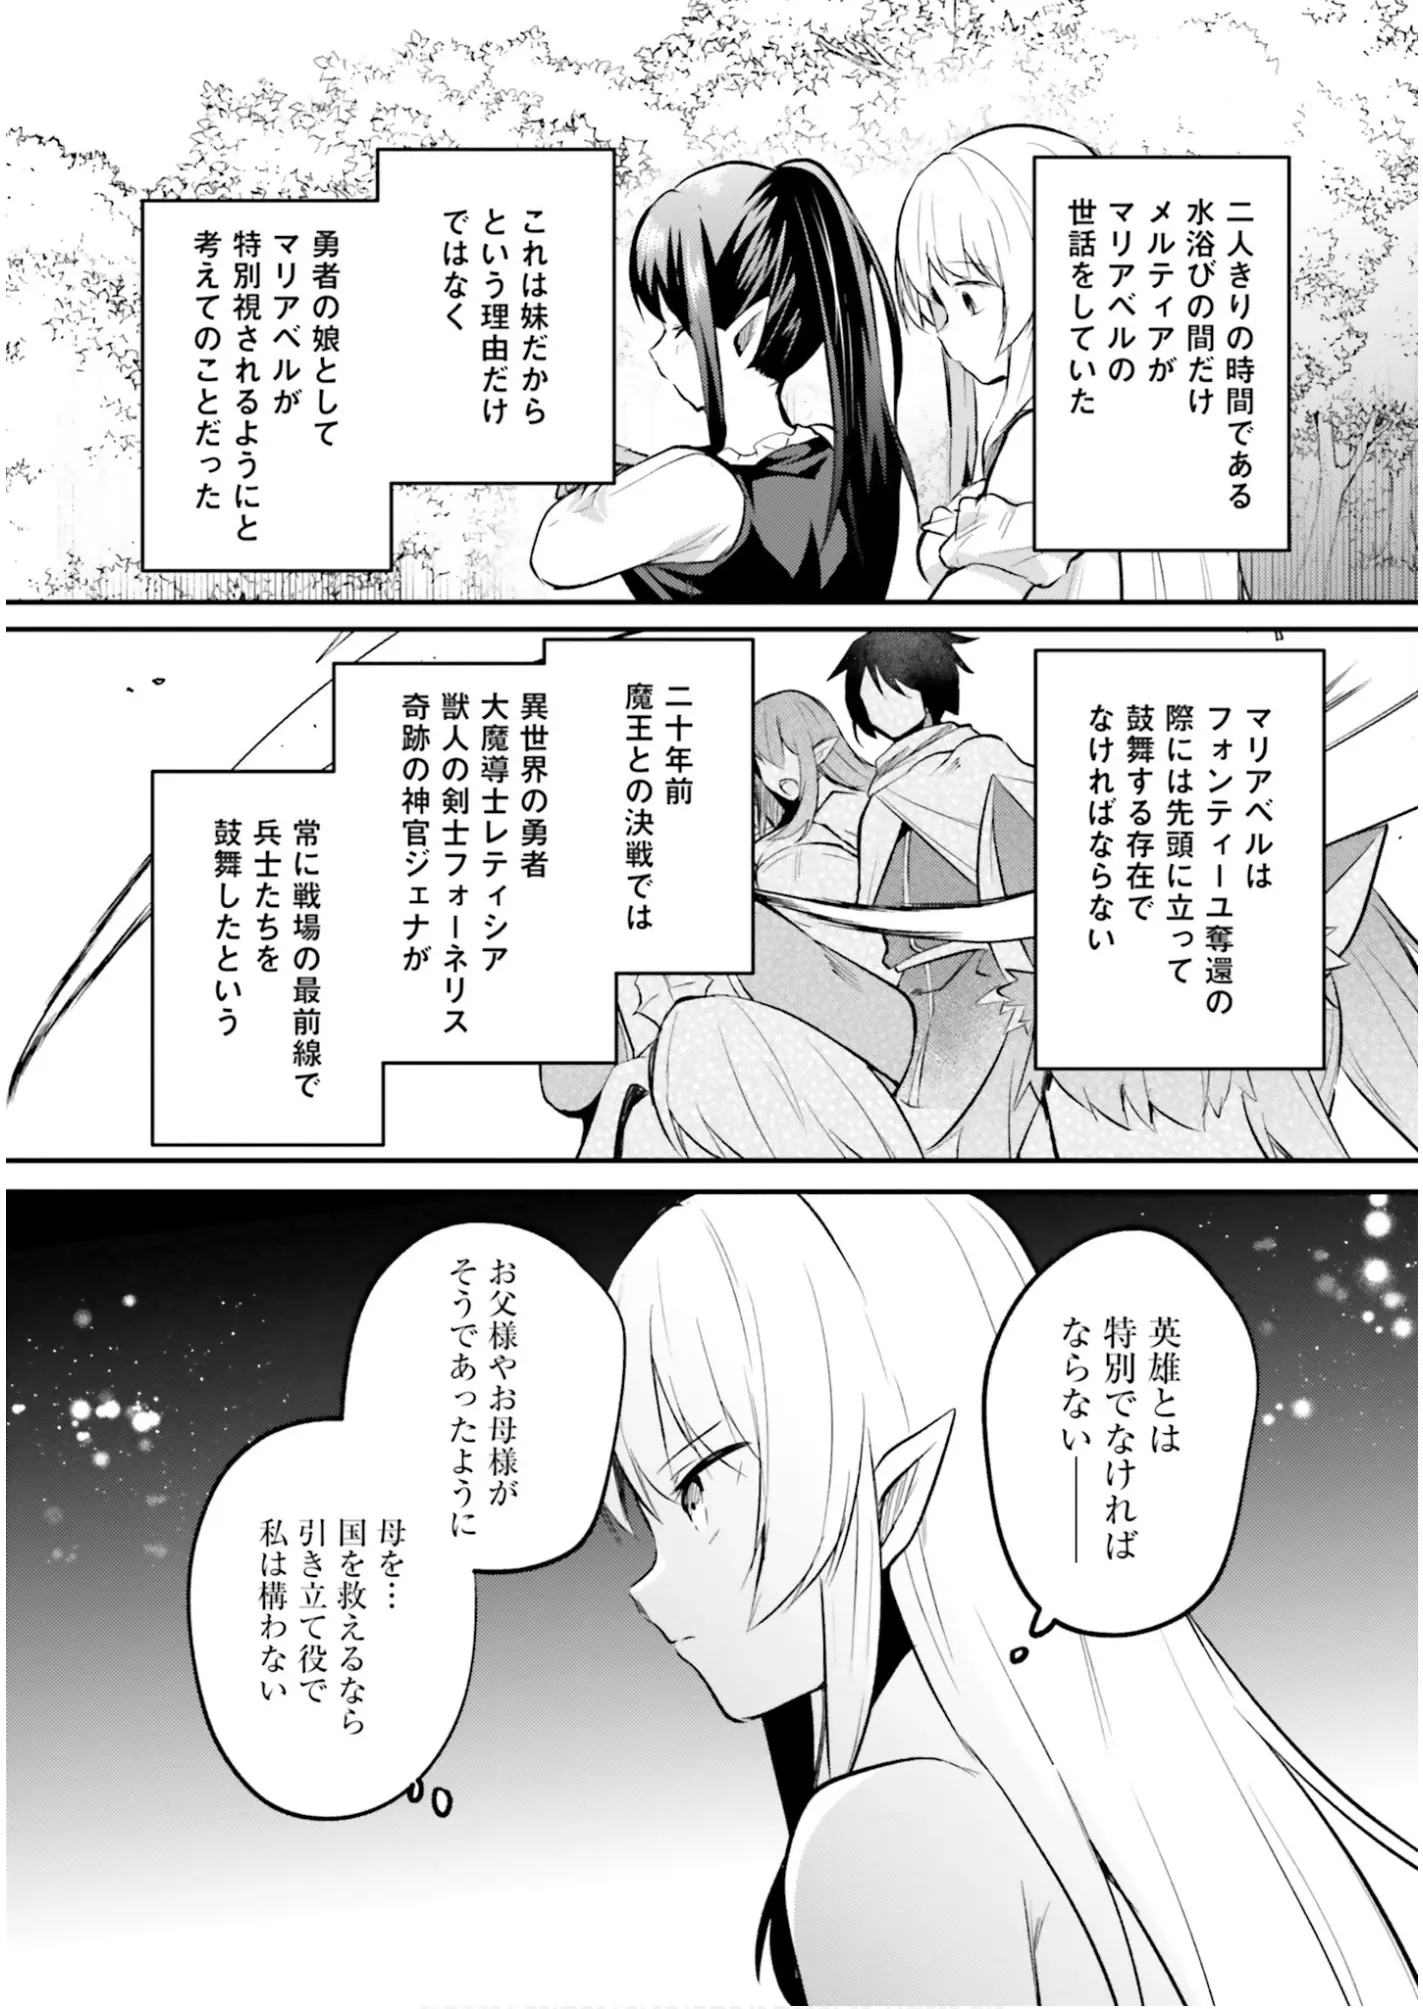 二人きりの時間である
水浴びの間だけ
メルティアが
マリアベルの
世話をしていた
これは妹だから
という理由だけ
ではなく
勇者の娘として
マリアベルが
特別視されるようにと
考えてのことだった
マリアベルは
フォンティーユ奪還の
際には先頭に立って
鼓舞する存在で
なければならない
二十年前
魔王との決戦では
異世界の勇者
大魔導士レティシア
獣人の剣士フォーネリス
奇跡の神官ジェナが
常に戦場の最前線で
兵士たちを
鼓舞したという
英雄とは
特別でなければ
ならない――
お父様やお母様が
そうであったように
母を…
国を救えるなら
引き立て役で
私は構わない